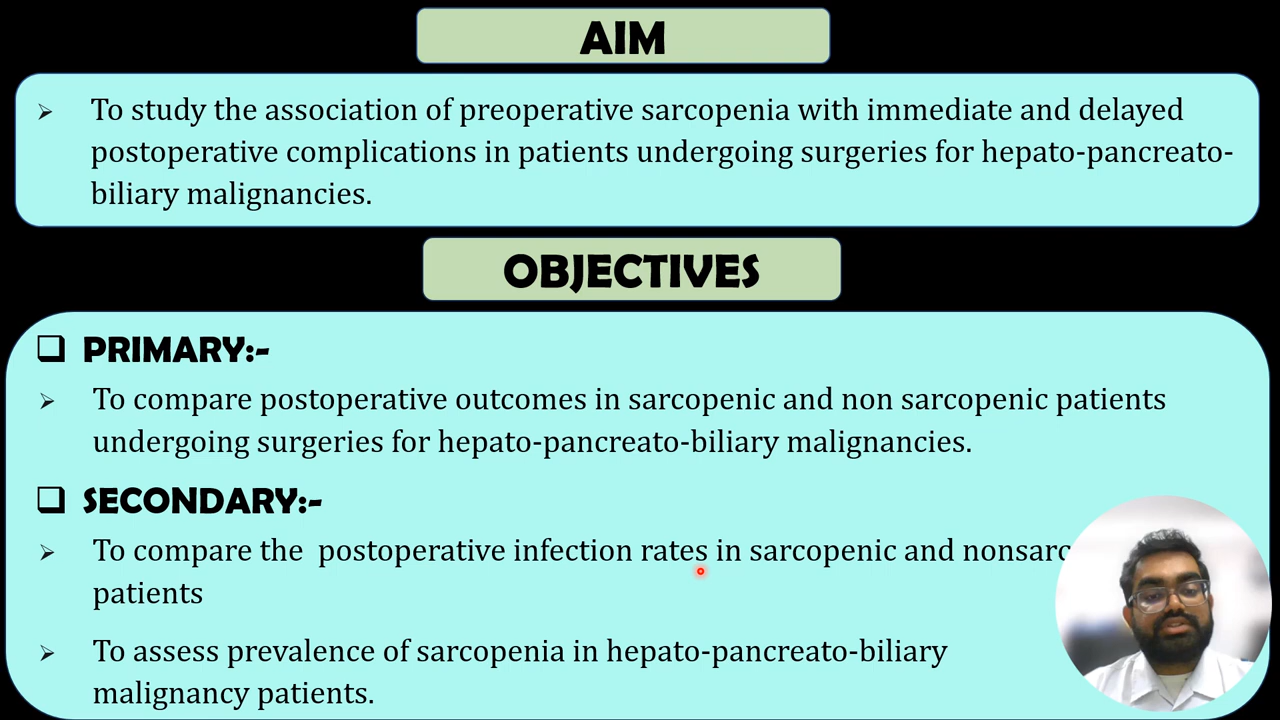 AIM
To study the association of preoperative sarcopenia with immediate and delayed
postoperative complications in patients undergoing surgeries for hepato-pancreato-
biliary malignancies.
OBJECTIVES
PRIMARY:-
To compare postoperative outcomes in sarcopenic and non sarcopenic patients
undergoing surgeries for hepato-pancreato-biliary malignancies.
SECONDARY:-
To compare the  postoperative infection rates in sarcopenic and
patients
To assess prevalence of sarcopenia in hepato-pancreato-biliary
malignancy patients.